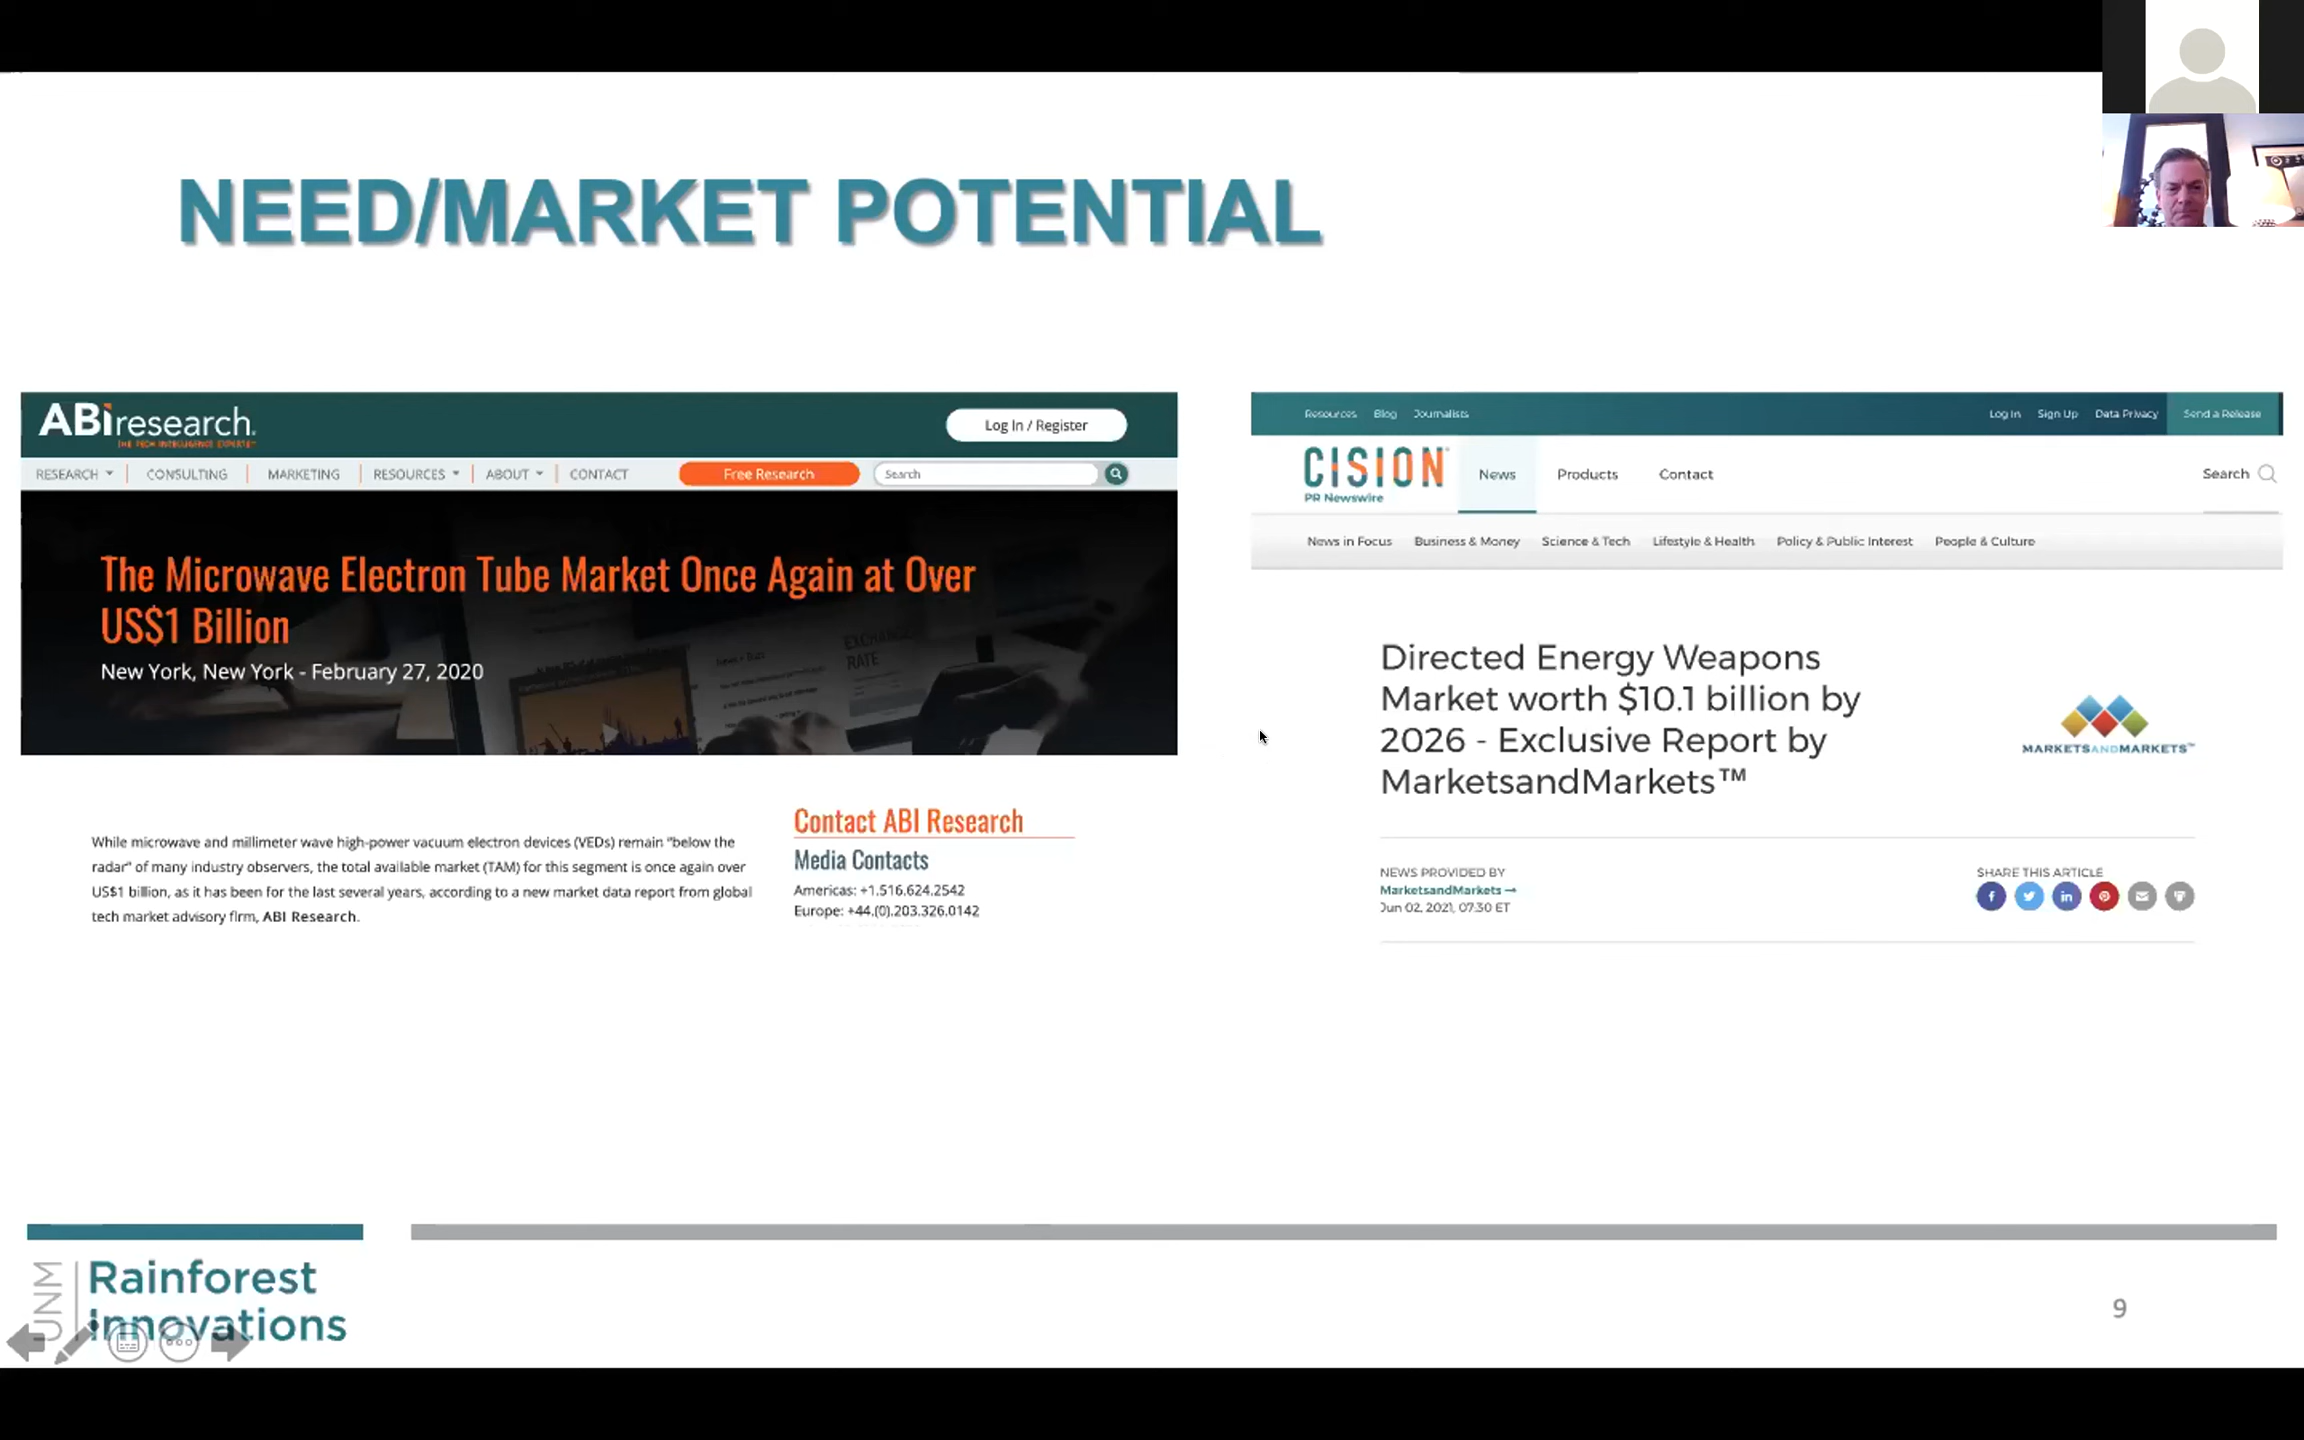 NEED/MARKET POTENTIAL
ABIresearch.
THE TECH INTELLIGENCE EXPERTS
Log In / Register
RESEARCH
CONSULTING
MARKETING
RESOURCES
ABOUT
CONTACT
Free Research
Search
The Microwave Electron Tube Market Once Again at Over
US$1 Billion
New York, New York - February 27, 2020
EXCHANGE
RATE
While microwave and millimeter wave high-power vacuum electron devices (VEDs) remain "below the
radar" of many industry observers, the total available market (TAM) for this segment is once again over
US$1 billion, as it has been for the last several years, according to a new market data report from global
tech market advisory firm, ABI Research.
Contact ABI Research
Media Contacts
Americas: +1.516.624.2542
Europe: +44.(0).203.326.0142
Resources Blog Journalists
Log In Sign Up Data Privacy Send a Release
CISION
PR Newswire
News Products Contact
Search
News in Focus Business & Money Science & Tech Lifestyle & Health Policy & Public Interest People & Culture
Directed Energy Weapons
Market worth $10.1 billion by
2026 - Exclusive Report by
MarketsandMarkets™
MARKETSANDMARKETS™
NEWS PROVIDED BY
MarketsandMarkets
Jun 02, 2021, 07:30 ET
SHARE THIS ARTICLE
UNM
Rainforest
Innovations
9